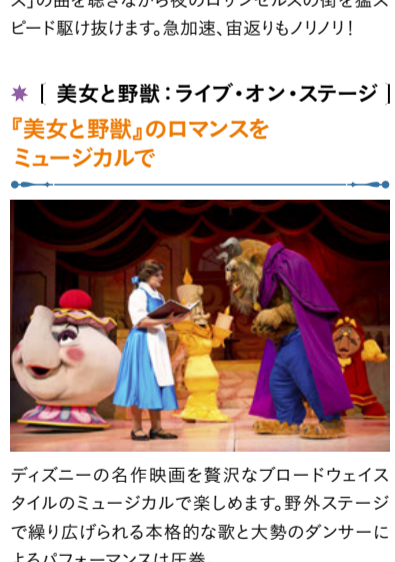 ス」の曲を聴きながら夜のロサンゼルスの街を猛ス
ピード駆け抜けます。急加速、宙返りもノリノリ！
［ 美女と野獣：ライブ・オン・ステージ ］
『美女と野獣』のロマンスを
ミュージカルで
ディズニーの名作映画を贅沢なブロードウェイス
タイルのミュージカルで楽しめます。野外ステージ
で繰り広げられる本格的な歌と大勢のダンサーに
よるパフォーマンスは圧巻。